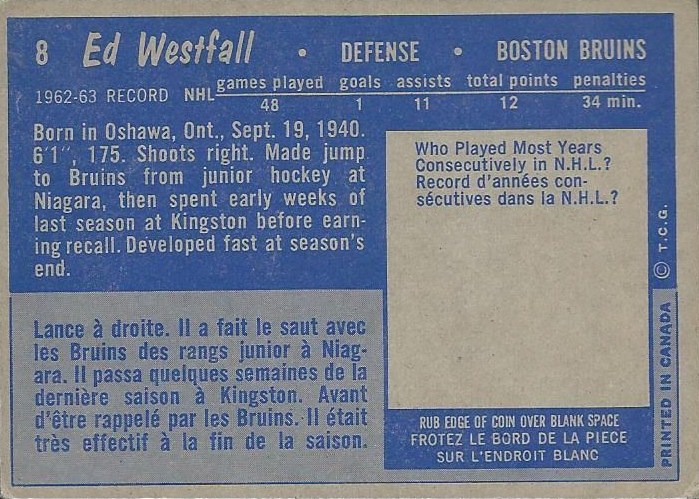 8 Ed Westfall • DEFENSE • BOSTON BRUINS
games played goals assists total points penalties
1962-63 RECORD NHL 48 1 11 12 34 min.
Born in Oshawa, Ont., Sept. 19, 1940.
6'1", 175. Shoots right. Made jump
to Bruins from junior hockey at
Niagara, then spent early weeks of
last season at Kingston before earn-
ing recall. Developed fast at season's
end.
Lance à droite. Il a fait le saut avec
les Bruins des rangs junior à Niag-
ara. Il passa quelques semaines de la
dernière saison à Kingston. Avant
d'être rappelé par les Bruins. Il était
très effectif à la fin de la saison.
Who Played Most Years
Consecutively in N.H.L.?
Record d'années con-
sécutives dans la N.H.L.?
RUB EDGE OF COIN OVER BLANK SPACE
FROTEZ LE BORD DE LA PIECE
SUR L'ENDROIT BLANC
PRINTED IN CANADA © T.C.G.